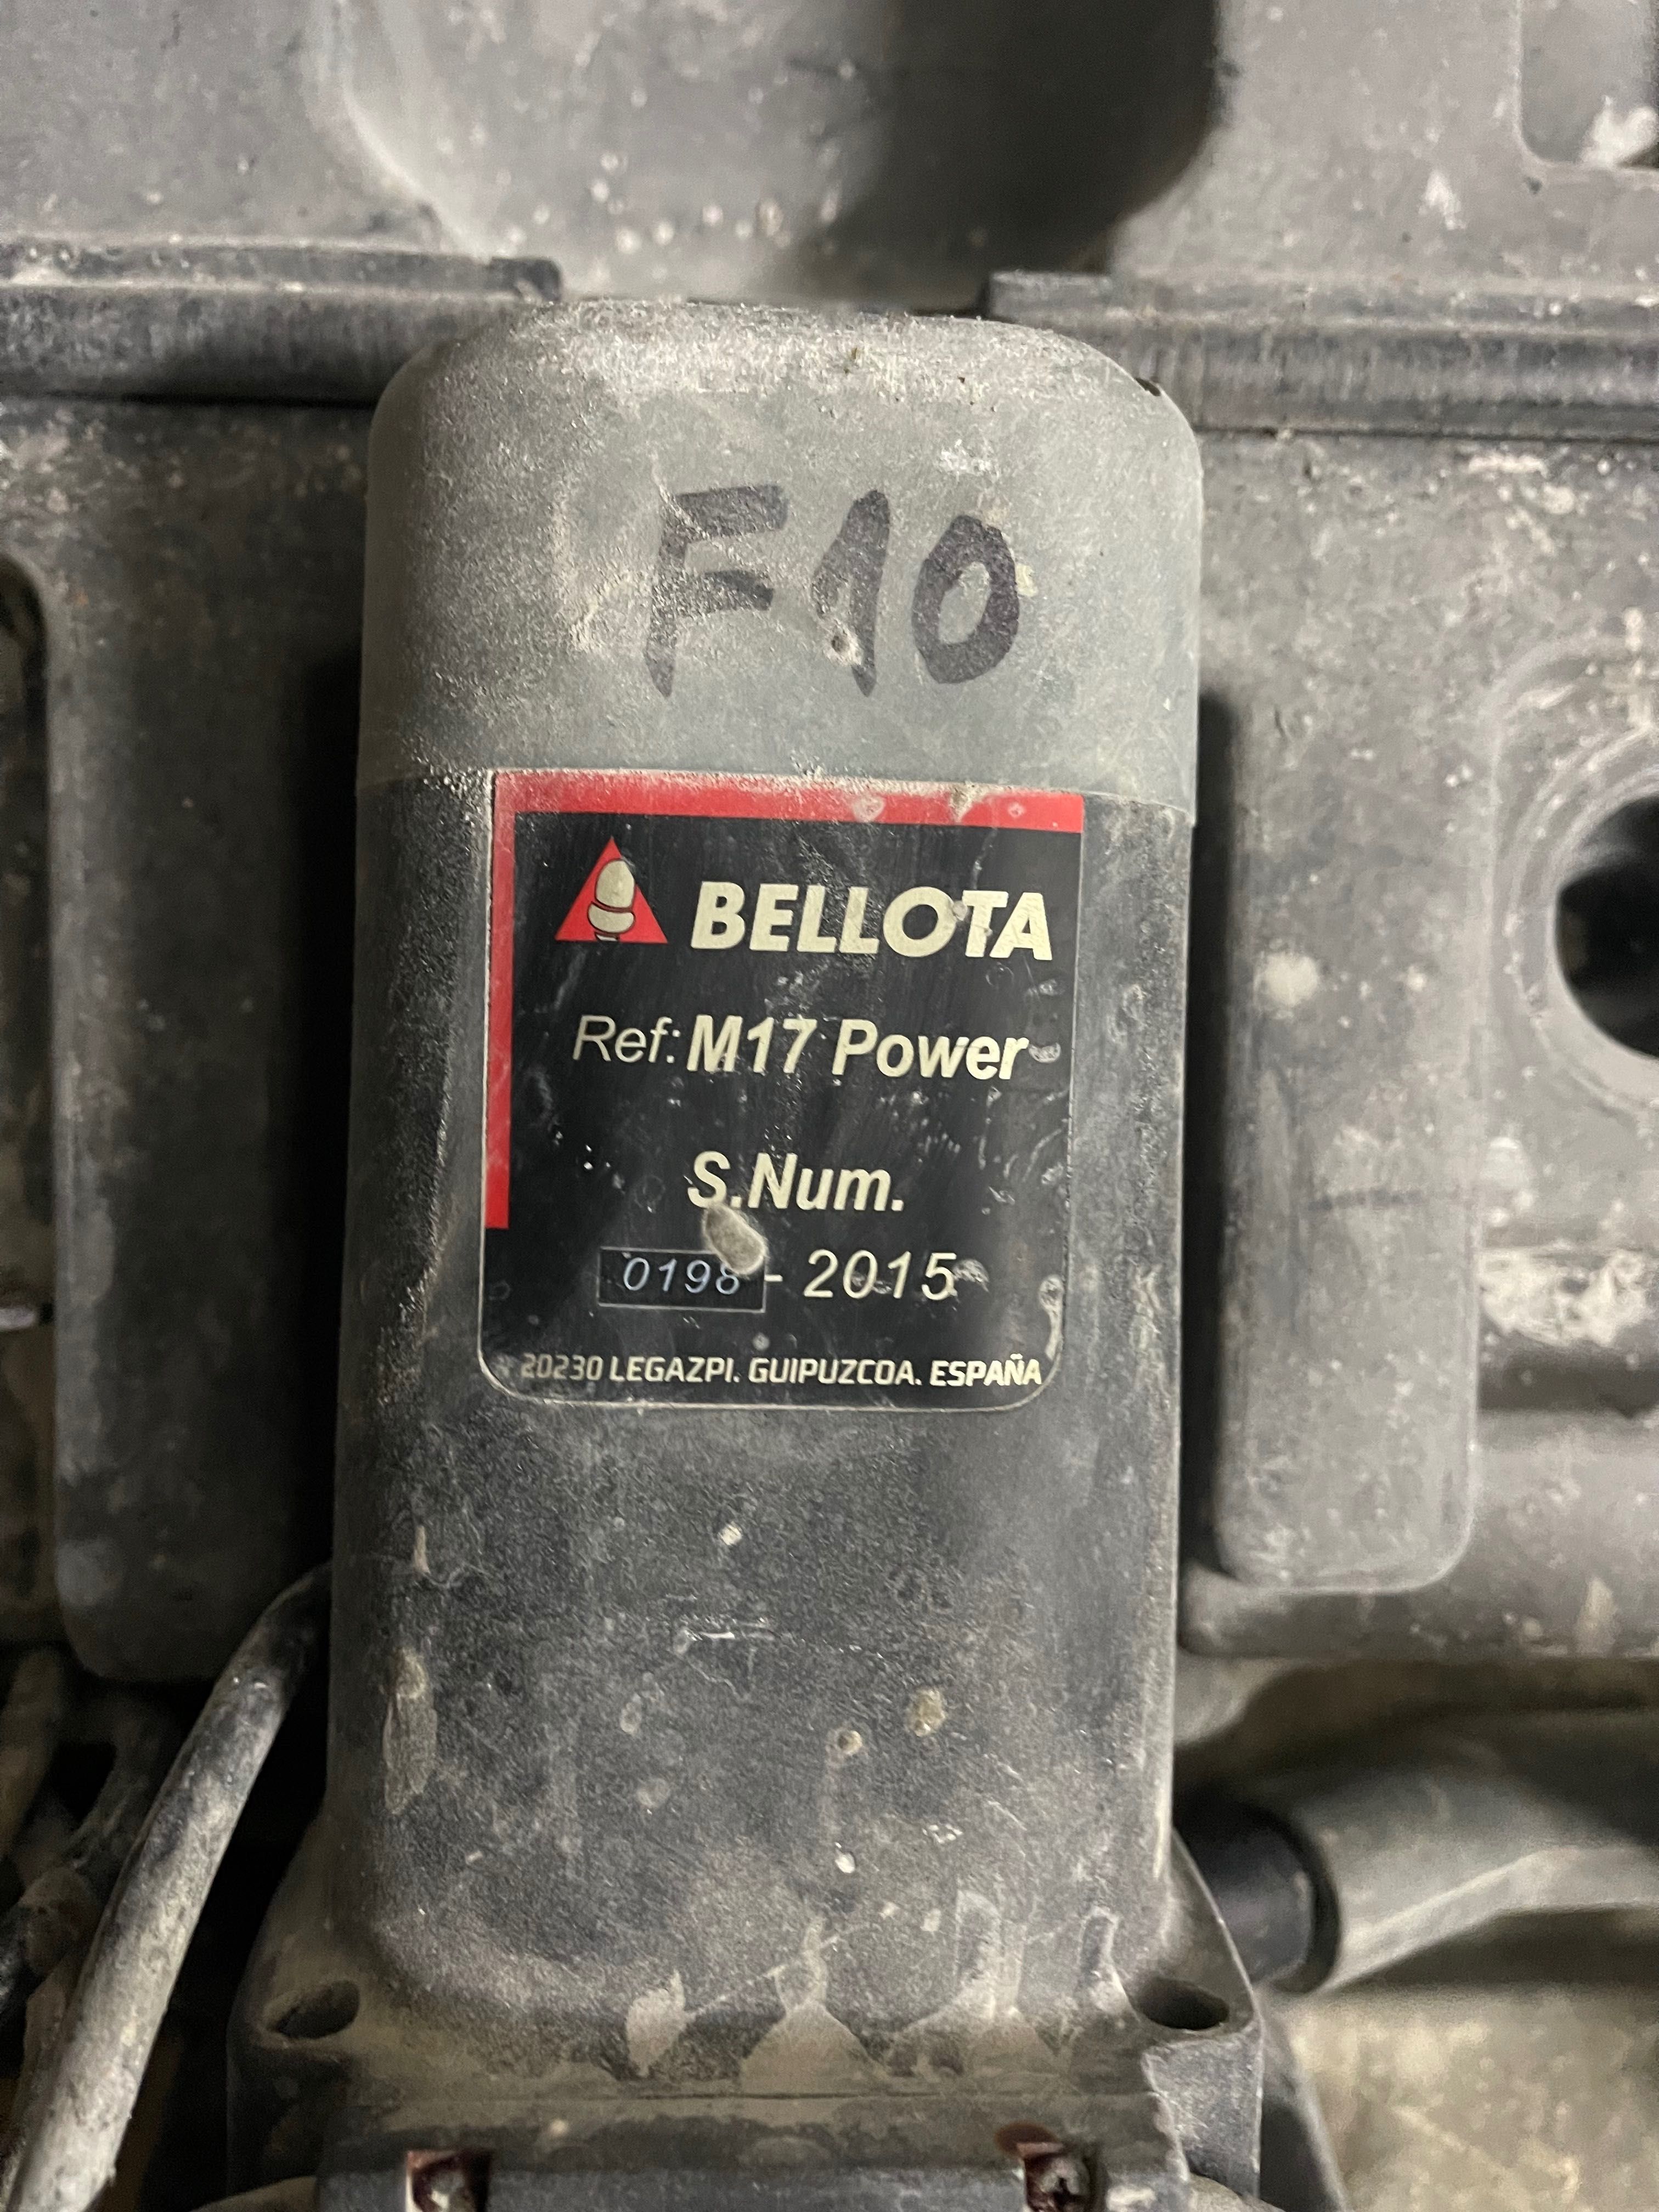 F10
BELLOTA
Ref: M17 Power
S.Num.
0198 - 2015
20230 LEGAZPI. GUIPUZCOA. ESPAÑA